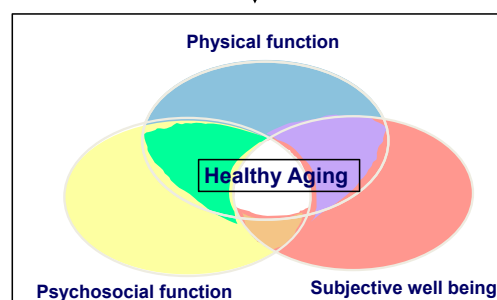 Physical function
Healthy Aging
Psychosocial function
Subjective well being